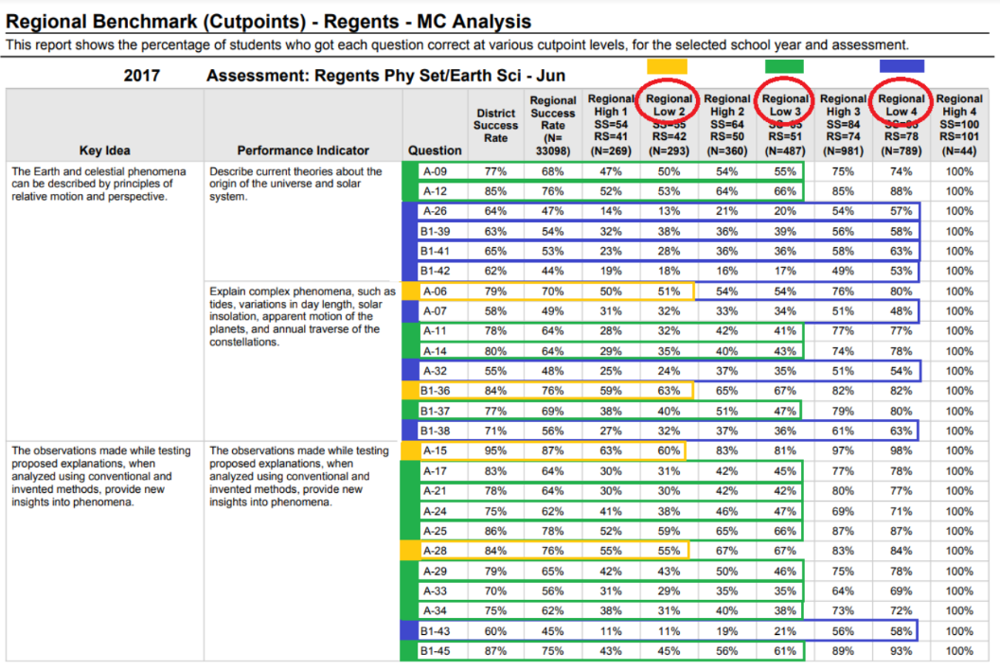 Regional Benchmark (Cutpoints) - Regents - MC Analysis
This report shows the percentage of students who got each question correct at various cutpoint levels, for the selected school year and assessment.
2017 Assessment: Regents Phy Set/Earth Sci - Jun
Key Idea
Performance Indicator
Question
District
Success
Rate
Regional
Success
Rate
(N=
33098)
Regional
High 1
SS=54
RS=41
(N=269)
Regional
Low 2
SS=55
RS=42
(N=293)
Regional
High 2
SS=64
RS=50
(N=360)
Regional
Low 3
SS=65
RS=51
(N=487)
Regional
High 3
SS=84
RS=74
(N=981)
Regional
Low 4
SS=85
RS=78
(N=789)
Regional
High 4
SS=100
RS=101
(N=44)
The Earth and celestial phenomena
can be described by principles of
relative motion and perspective.
Describe current theories about the
origin of the universe and solar
system.
A-09 77% 68% 47% 50% 54% 55% 75% 74% 100%
A-12 85% 76% 52% 53% 64% 66% 85% 88% 100%
A-26 64% 47% 14% 13% 21% 20% 54% 57% 100%
B1-39 63% 54% 32% 38% 36% 39% 56% 58% 100%
B1-41 65% 53% 23% 28% 36% 36% 58% 63% 100%
B1-42 62% 44% 19% 18% 16% 17% 49% 53% 100%
Explain complex phenomena, such as
tides, variations in day length, solar
insolation, apparent motion of the
planets, and annual traverse of the
constellations.
A-06 79% 70% 50% 51% 54% 54% 76% 80% 100%
A-07 58% 49% 31% 32% 33% 34% 51% 48% 100%
A-11 78% 64% 28% 32% 42% 41% 77% 77% 100%
A-14 80% 64% 29% 35% 40% 43% 74% 78% 100%
A-32 55% 48% 25% 24% 37% 35% 51% 54% 100%
B1-36 84% 76% 59% 63% 65% 67% 82% 82% 100%
B1-37 77% 69% 38% 40% 51% 47% 79% 80% 100%
B1-38 71% 56% 27% 32% 37% 36% 61% 63% 100%
The observations made while testing
proposed explanations, when
analyzed using conventional and
invented methods, provide new
insights into phenomena.
The observations made while testing
proposed explanations, when
analyzed using conventional and
invented methods, provide new
insights into phenomena.
A-15 95% 87% 63% 60% 83% 81% 97% 98% 100%
A-17 83% 64% 30% 31% 42% 45% 77% 78% 100%
A-21 78% 64% 30% 30% 42% 42% 80% 77% 100%
A-24 75% 62% 41% 38% 46% 47% 69% 71% 100%
A-25 86% 78% 52% 59% 65% 66% 87% 87% 100%
A-28 84% 76% 55% 55% 67% 67% 83% 84% 100%
A-29 79% 65% 42% 43% 50% 46% 75% 78% 100%
A-33 70% 56% 31% 29% 35% 35% 64% 69% 100%
A-34 75% 62% 38% 31% 40% 38% 73% 72% 100%
B1-43 60% 45% 11% 11% 19% 21% 56% 58% 100%
B1-45 87% 75% 43% 45% 56% 61% 89% 93% 100%